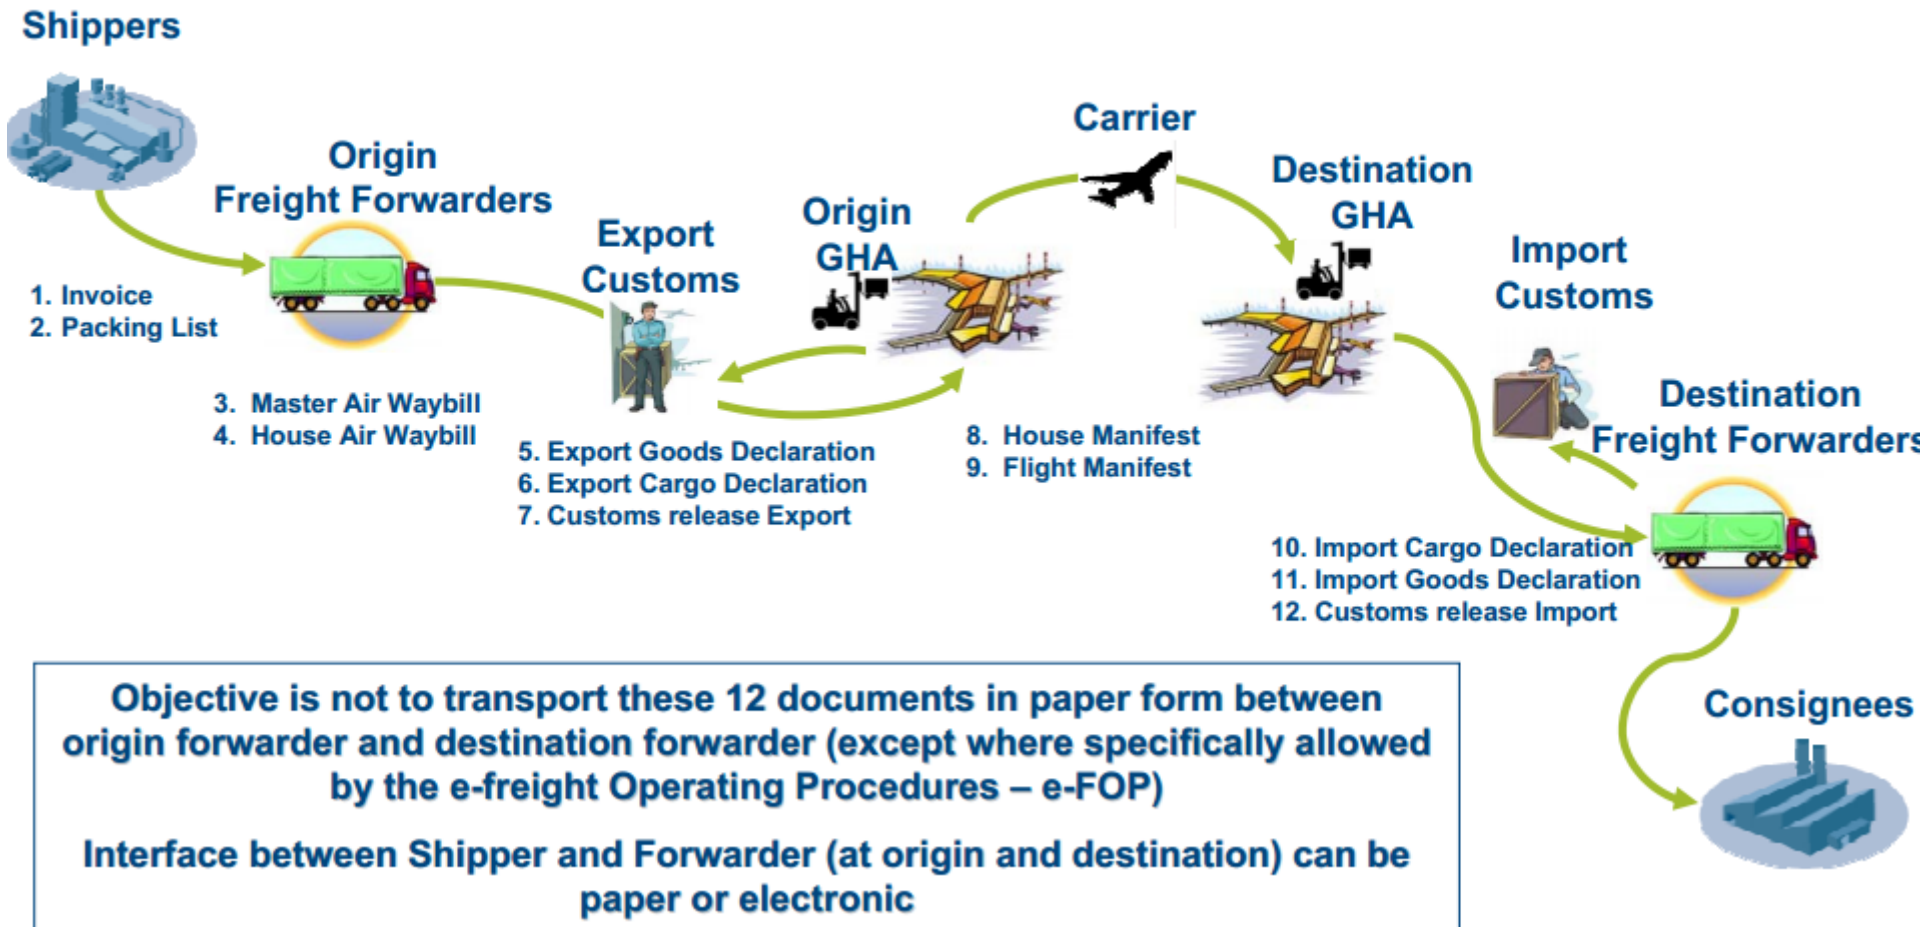 Shippers
Origin
Freight Forwarders
1. Invoice
2. Packing List
3. Master Air Waybill
4. House Air Waybill
Export
Customs
5. Export Goods Declaration
6. Export Cargo Declaration
7. Customs release Export
Origin
GHA
8. House Manifest
9. Flight Manifest
Carrier
Destination
GHA
Import
Customs
Destination
Freight Forwarders
10. Import Cargo Declaration
11. Import Goods Declaration
12. Customs release Import
Consignees
Objective is not to transport these 12 documents in paper form between
origin forwarder and destination forwarder (except where specifically allowed
by the e-freight Operating Procedures – e-FOP)
Interface between Shipper and Forwarder (at origin and destination) can be
paper or electronic